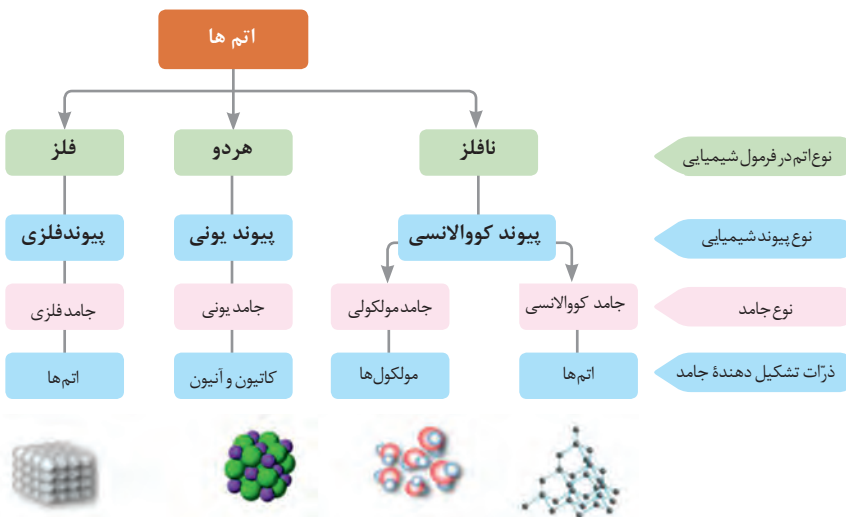 اتم ها
نوع اتم در فرمول شیمیایی
نافلز
هردو
فلز
نوع پیوند شیمیایی
پیوند کووالانسی
پیوند یونی
پیوندفلزی
نوع جامد
جامد کووالانسی
جامد مولکولی
جامد یونی
جامد فلزی
ذرّات تشکیل دهندهٔ جامد
اتم‌ها
مولکول‌ها
کاتیون و آنیون
اتم‌ها